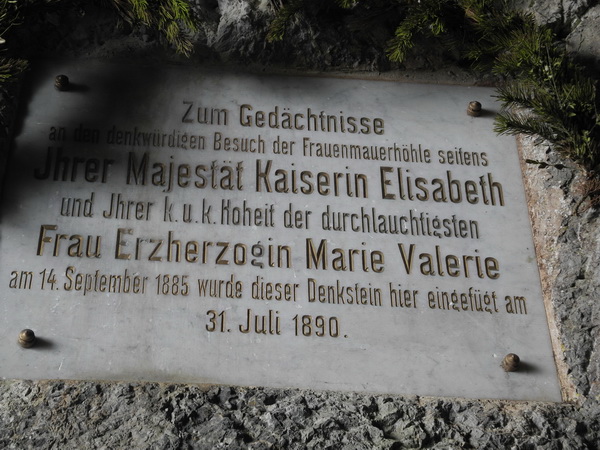 Zum Gedächtnisse
an den denkwürdigen Besuch der Frauenmauerhöhle seitens
Jhrer Majestät Kaiserin Elisabeth
und Jhrer k.u.k. Hoheit der durchlauchtigsten
Frau Erzherzogin Marie Valerie
am 14. September 1885 wurde dieser Denkstein hier eingefügt am
31. Juli 1890.